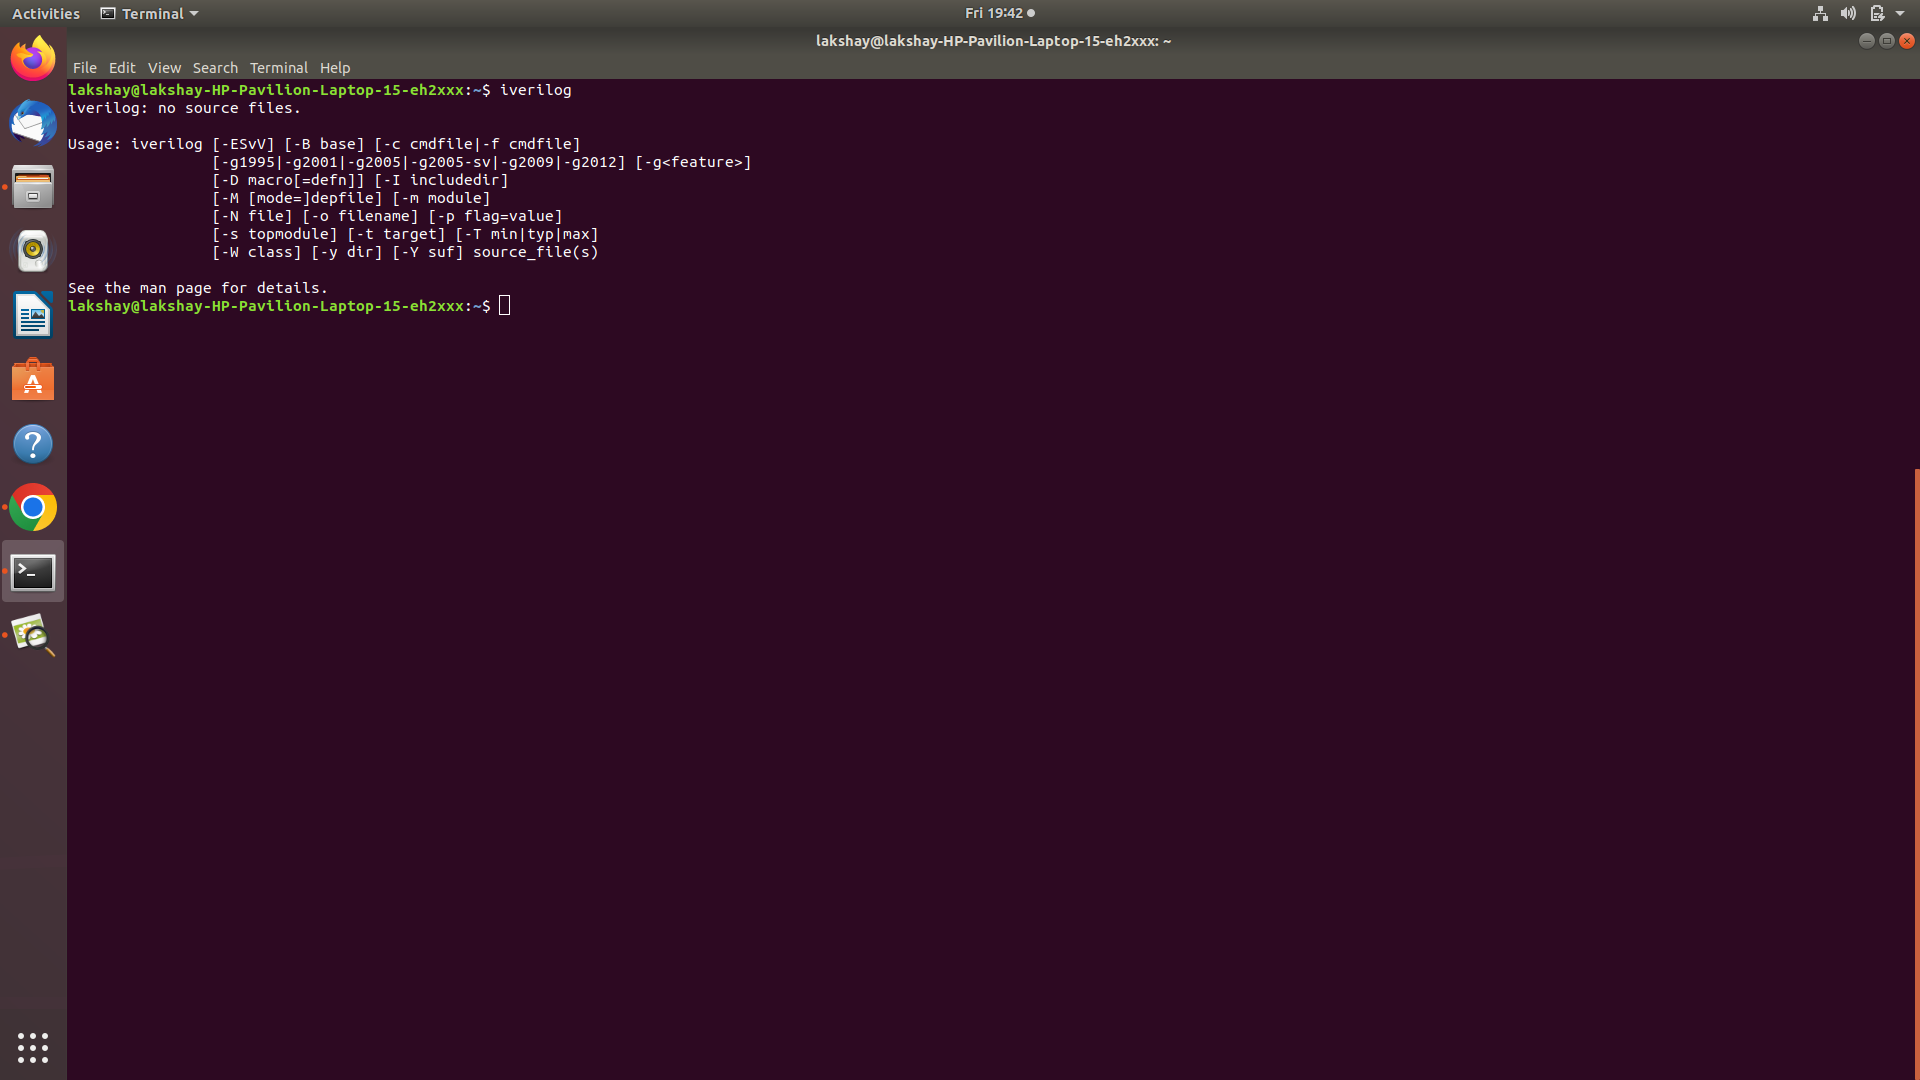 Activities Terminal Fri 19:42
lakshay@lakshay-HP-Pavilion-Laptop-15-eh2xxx: ~
File Edit View Search Terminal Help
lakshay@lakshay-HP-Pavilion-Laptop-15-eh2xxx:~$ iverilog
iverilog: no source files.
Usage: iverilog [-ESvV] [-B base] [-c cmdfile|-f cmdfile]
[-g1995|-g2001|-g2005|-g2005-sv|-g2009|-g2012] [-g<feature>]
[-D macro[=defn]] [-I includedir]
[-M [mode=]depfile] [-m module]
[-N file] [-o filename] [-p flag=value]
[-s topmodule] [-t target] [-T min|typ|max]
[-W class] [-y dir] [-Y suf] source_file(s)
See the man page for details.
lakshay@lakshay-HP-Pavilion-Laptop-15-eh2xxx:~$